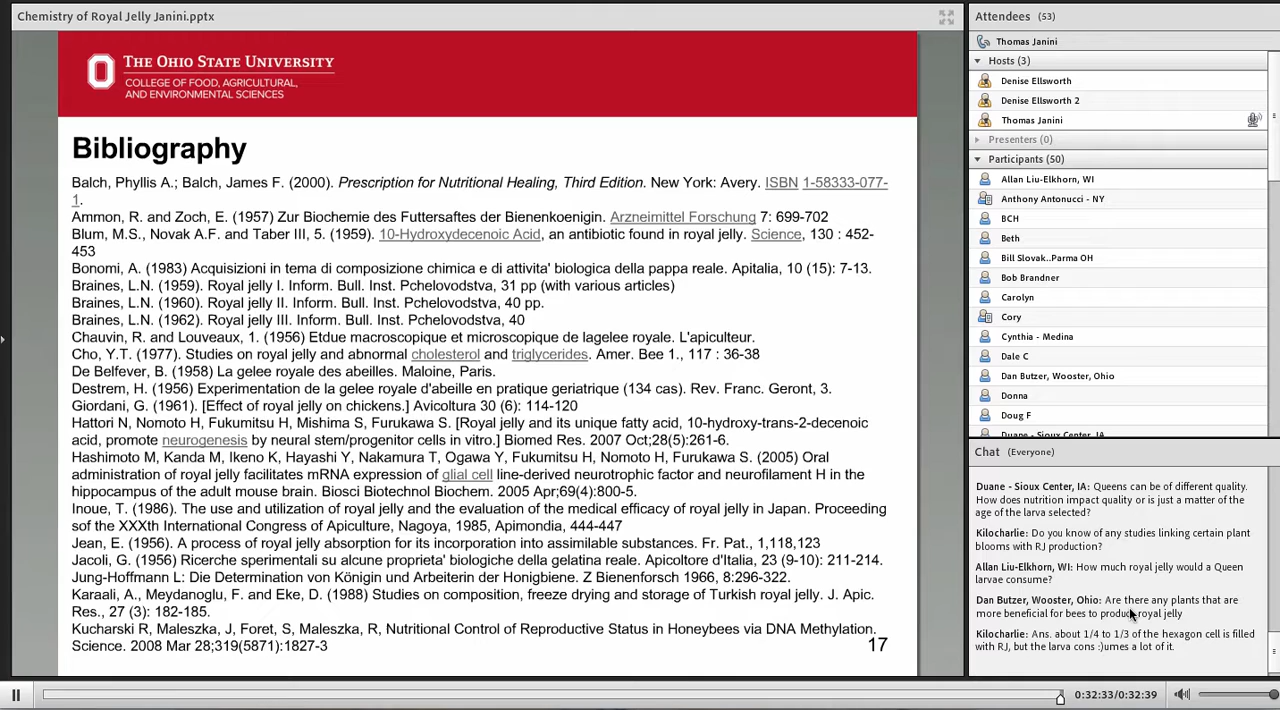 Chemistry of Royal Jelly Janini.pptx
THE OHIO STATE UNIVERSITY
COLLEGE OF FOOD, AGRICULTURAL,
AND ENVIRONMENTAL SCIENCES
Bibliography
Balch, Phyllis A.; Balch, James F. (2000). Prescription for Nutritional Healing, Third Edition. New York: Avery. ISBN 1-58333-077-
1.
Ammon, R. and Zoch, E. (1957) Zur Biochemie des Futtersaftes der Bienenkoenigin. Arzneimittel Forschung 7: 699-702
Blum, M.S., Novak A.F. and Taber III, 5. (1959). 10-Hydroxydecenoic Acid, an antibiotic found in royal jelly. Science, 130 : 452-
453
Bonomi, A. (1983) Acquisizioni in tema di composizione chimica e di attivita' biologica della pappa reale. Apitalia, 10 (15): 7-13.
Braines, L.N. (1959). Royal jelly I. Inform. Bull. Inst. Pchelovodstva, 31 pp (with various articles)
Braines, L.N. (1960). Royal jelly II. Inform. Bull. Inst. Pchelovodstva, 40 pp.
Braines, L.N. (1962). Royal jelly III. Inform. Bull. Inst. Pchelovodstva, 40
Chauvin, R. and Louveaux, 1. (1956) Etdue macroscopique et microscopique de lagelee royale. L'apiculteur.
Cho, Y.T. (1977). Studies on royal jelly and abnormal cholesterol and triglycerides. Amer. Bee 1., 117 : 36-38
De Belfever, B. (1958) La gelee royale des abeilles. Maloine, Paris.
Destrem, H. (1956) Experimentation de la gelee royale d'abeille en pratique geriatrique (134 cas). Rev. Franc. Geront, 3.
Giordani, G. (1961). [Effect of royal jelly on chickens.] Avicoltura 30 (6): 114-120
Hattori N, Nomoto H, Fukumitsu H, Mishima S, Furukawa S. [Royal jelly and its unique fatty acid, 10-hydroxy-trans-2-decenoic
acid, promote neurogenesis by neural stem/progenitor cells in vitro.] Biomed Res. 2007 Oct;28(5):261-6.
Hashimoto M, Kanda M, Ikeno K, Hayashi Y, Nakamura T, Ogawa Y, Fukumitsu H, Nomoto H, Furukawa S. (2005) Oral
administration of royal jelly facilitates mRNA expression of glial cell line-derived neurotrophic factor and neurofilament H in the
hippocampus of the adult mouse brain. Biosci Biotechnol Biochem. 2005 Apr;69(4):800-5.
Inoue, T. (1986). The use and utilization of royal jelly and the evaluation of the medical efficacy of royal jelly in Japan. Proceeding
sof the XXXth International Congress of Apiculture, Nagoya, 1985, Apimondia, 444-447
Jean, E. (1956). A process of royal jelly absorption for its incorporation into assimilable substances. Fr. Pat., 1,118,123
Jacoli, G. (1956) Ricerche sperimentali su alcune proprieta' biologiche della gelatina reale. Apicoltore d'Italia, 23 (9-10): 211-214.
Jung-Hoffmann L: Die Determination von Königin und Arbeiterin der Honigbiene. Z Bienenforsch 1966, 8:296-322.
Karaali, A., Meydanoglu, F. and Eke, D. (1988) Studies on composition, freeze drying and storage of Turkish royal jelly. J. Apic.
Res., 27 (3): 182-185.
Kucharski R, Maleszka, J, Foret, S, Maleszka, R, Nutritional Control of Reproductive Status in Honeybees via DNA Methylation.
Science. 2008 Mar 28;319(5871):1827-3
17
Attendees (53)
Thomas Janini
Hosts (3)
Denise Ellsworth
Denise Ellsworth 2
Thomas Janini
Presenters (0)
Participants (50)
Allan Liu-Elkhorn, WI
Anthony Antonucci - NY
BCH
Beth
Bill Slovak..Parma OH
Bob Brandner
Carolyn
Cory
Cynthia - Medina
Dale C
Dan Butzer, Wooster, Ohio
Donna
Doug F
Duane - Sioux Center, IA
Chat (Everyone)
Duane - Sioux Center, IA: Queens can be of different quality.
How does nutrition impact quality or is just a matter of the
age of the larva selected?
Kilocharlie: Do you know of any studies linking certain plant
blooms with RJ production?
Allan Liu-Elkhorn, WI: How much royal jelly would a Queen
larvae consume?
Dan Butzer, Wooster, Ohio: Are there any plants that are
more beneficial for bees to produce royal jelly
Kilocharlie: Ans. about 1/4 to 1/3 of the hexagon cell is filled
with RJ, but the larva cons :)umes a lot of it.
0:32:33/0:32:39